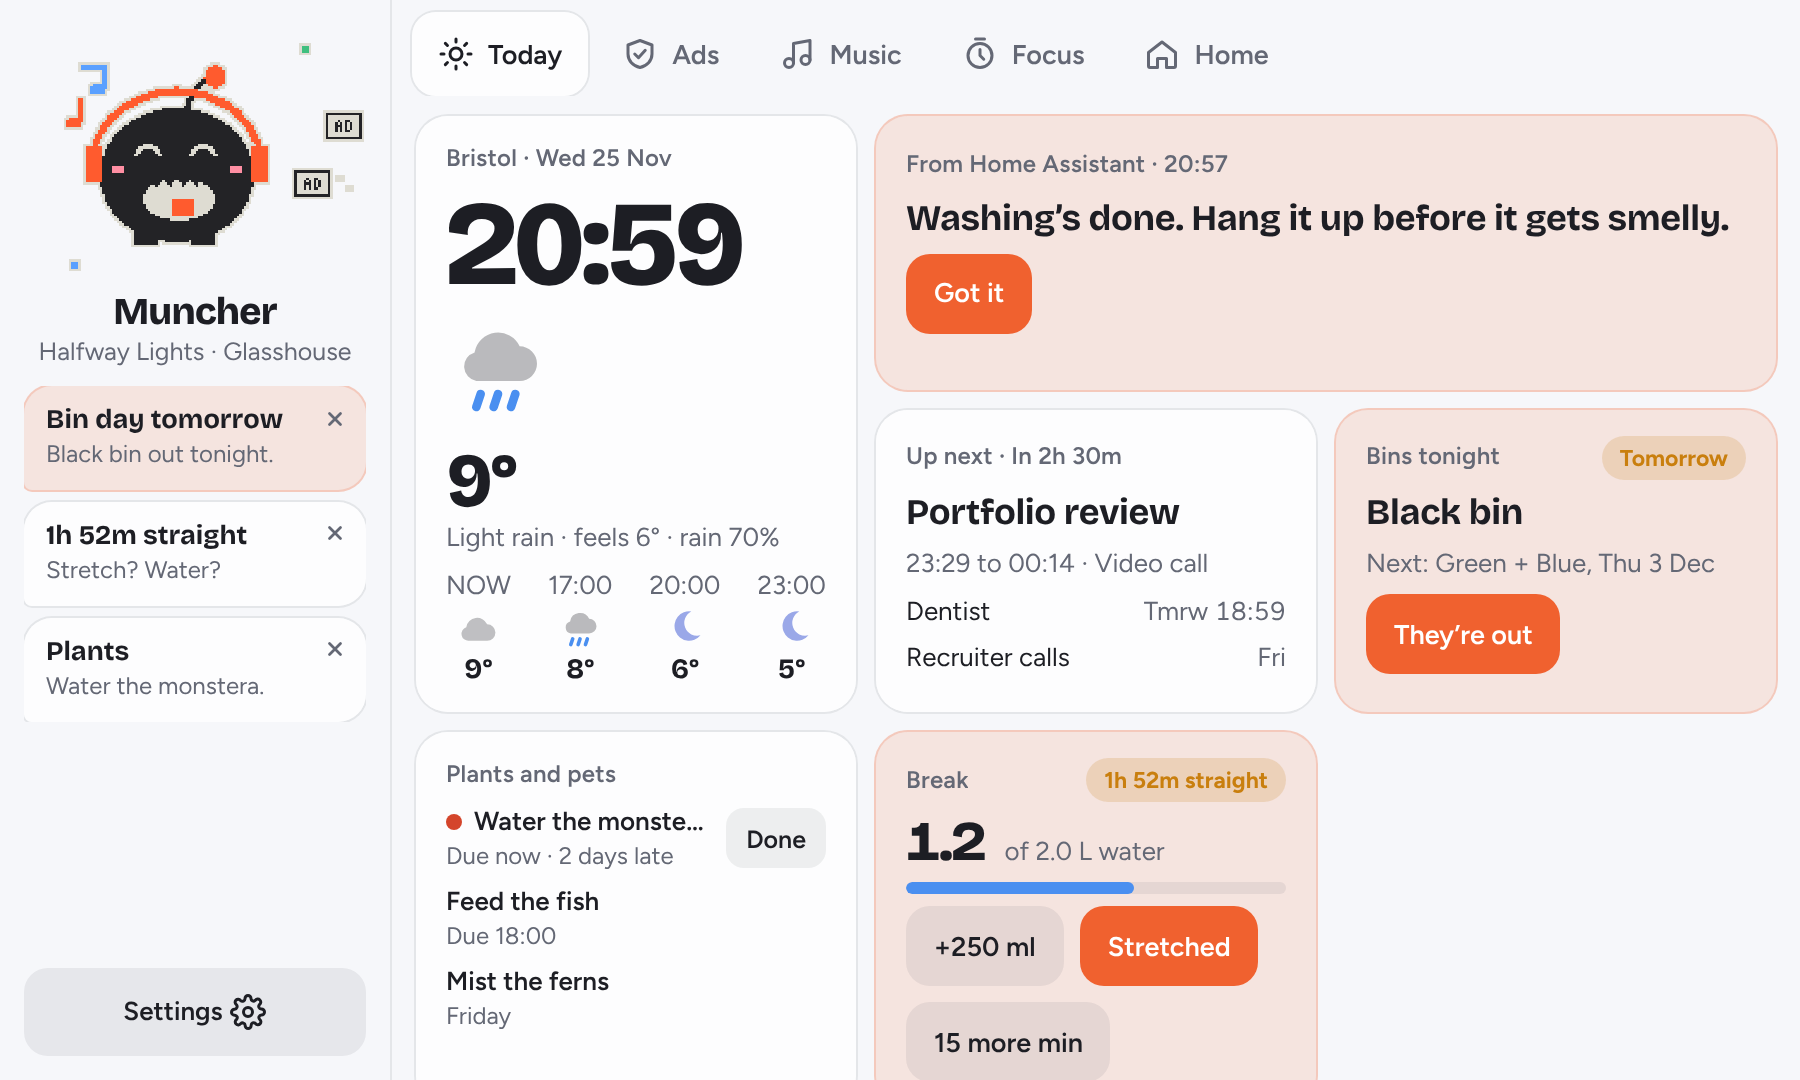 AD
AD
Muncher
Halfway Lights · Glasshouse
Bin day tomorrow
Black bin out tonight.
1h 52m straight
Stretch? Water?
Plants
Water the monstera.
Settings
Today
Ads
Music
Focus
Home
Bristol · Wed 25 Nov
20:59
9°
Light rain · feels 6° · rain 70%
NOW 17:00 20:00 23:00
9° 8° 6° 5°
From Home Assistant · 20:57
Washing’s done. Hang it up before it gets smelly.
Got it
Up next · In 2h 30m
Portfolio review
23:29 to 00:14 · Video call
Dentist Tmrw 18:59
Recruiter calls Fri
Bins tonight Tomorrow
Black bin
Next: Green + Blue, Thu 3 Dec
They’re out
Plants and pets
Water the monste...
Due now · 2 days late
Done
Feed the fish
Due 18:00
Mist the ferns
Friday
Break 1h 52m straight
1.2 of 2.0 L water
+250 ml
Stretched
15 more min